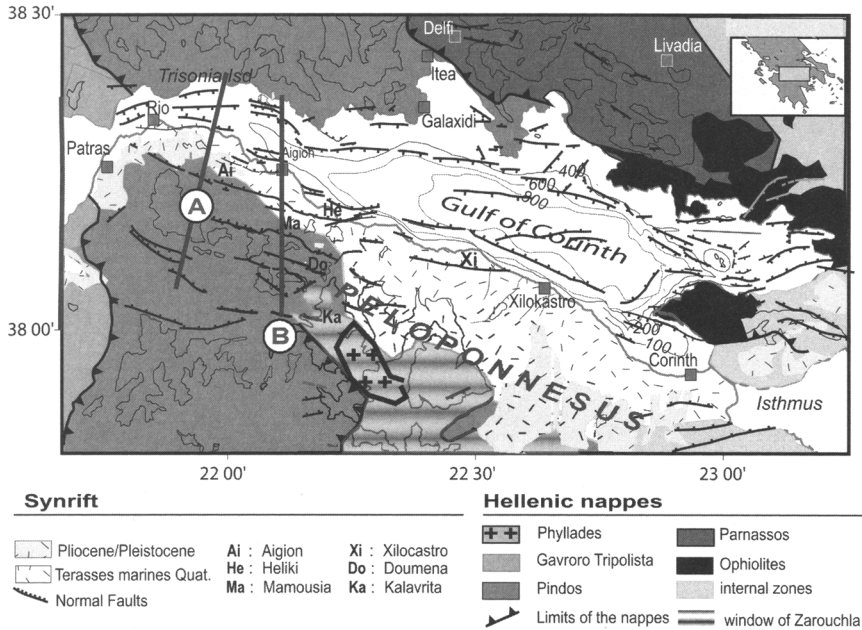 38 30'
Delfi
Livadia
Trisonia Isd
Itea
Rio
Galaxidi
Patras
Aigion
Ai
400
600
800
A
He
Gulf of Corinth
Ma
Xi
Do
Xilokastro
PELOPONNESUS
38 00'
Ka
200
B
100
Corinth
Isthmus
22 00'
22 30'
23 00'
Synrift
Pliocene/Pleistocene
Terasses marines Quat.
Normal Faults
Ai : Aigion
He : Heliki
Ma : Mamousia
Xi : Xilocastro
Do : Doumena
Ka : Kalavrita
Hellenic nappes
Phyllades
Gavroro Tripolista
Pindos
Limits of the nappes
Parnassos
Ophiolites
internal zones
window of Zarouchla